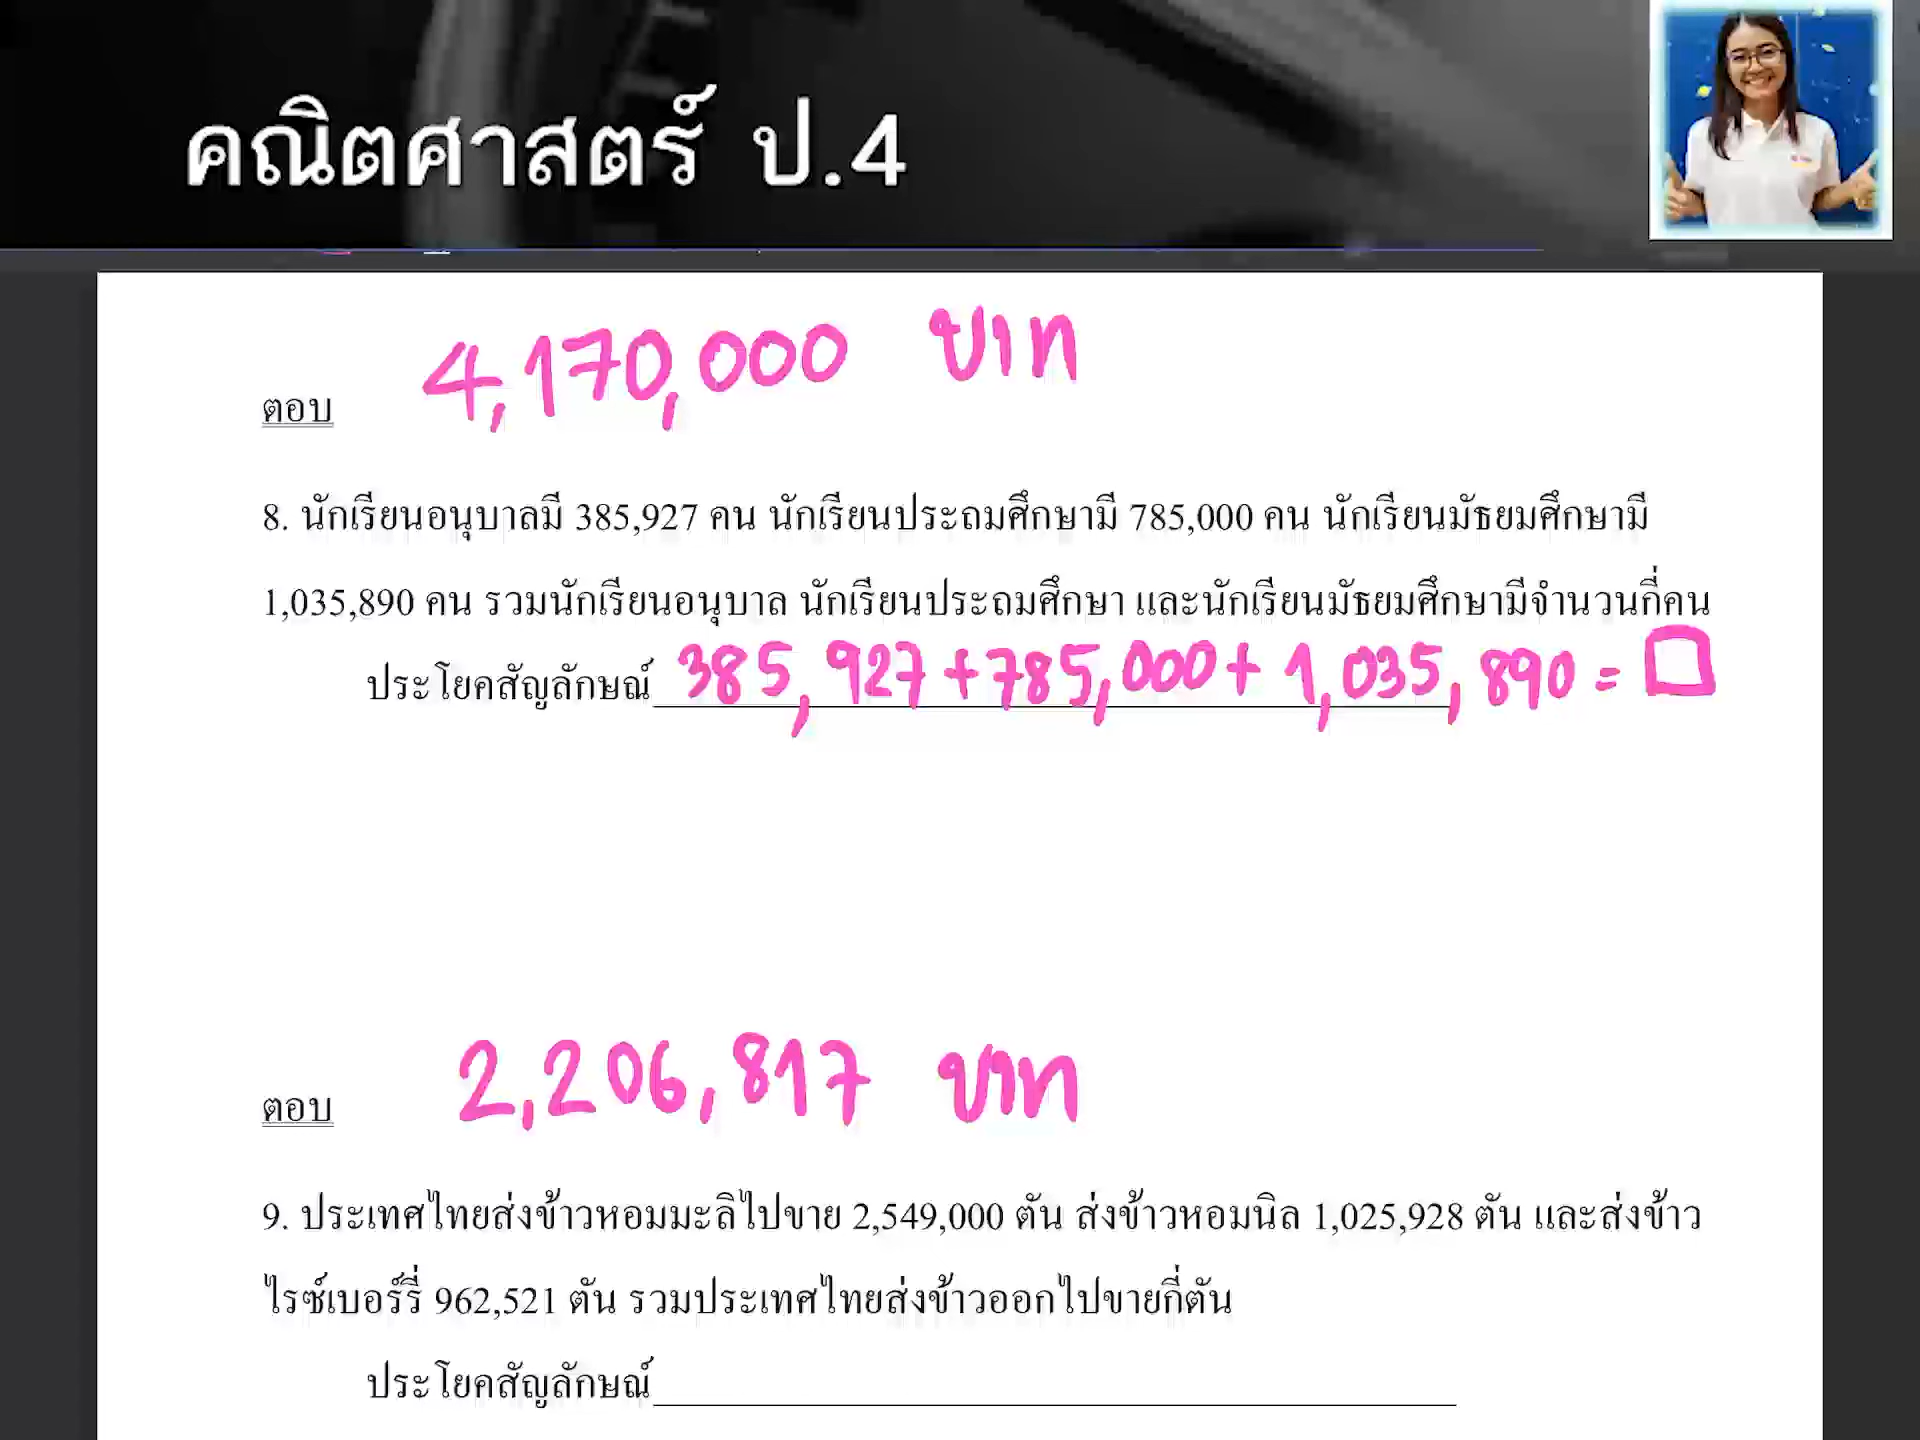 คณิตศาสตร์ ป.4
4,170,000 บาท
ตอบ
8. นักเรียนอนุบาลมี 385,927 คน นักเรียนประถมศึกษามี 785,000 คน นักเรียนมัธยมศึกษามี
1,035,890 คน รวมนักเรียนอนุบาล นักเรียนประถมศึกษา และนักเรียนมัธยมศึกษามีจำนวนกี่คน
ประโยคสัญลักษณ์ 385,927+785,000+1,035,890=□
2,206,817 บาท
ตอบ
9. ประเทศไทยส่งข้าวหอมมะลิไปขาย 2,549,000 ตัน ส่งข้าวหอมนิล 1,025,928 ตัน และส่งข้าว
ไรซ์เบอร์รี่ 962,521 ตัน รวมประเทศไทยส่งข้าวออกไปขายกี่ตัน
ประโยคสัญลักษณ์